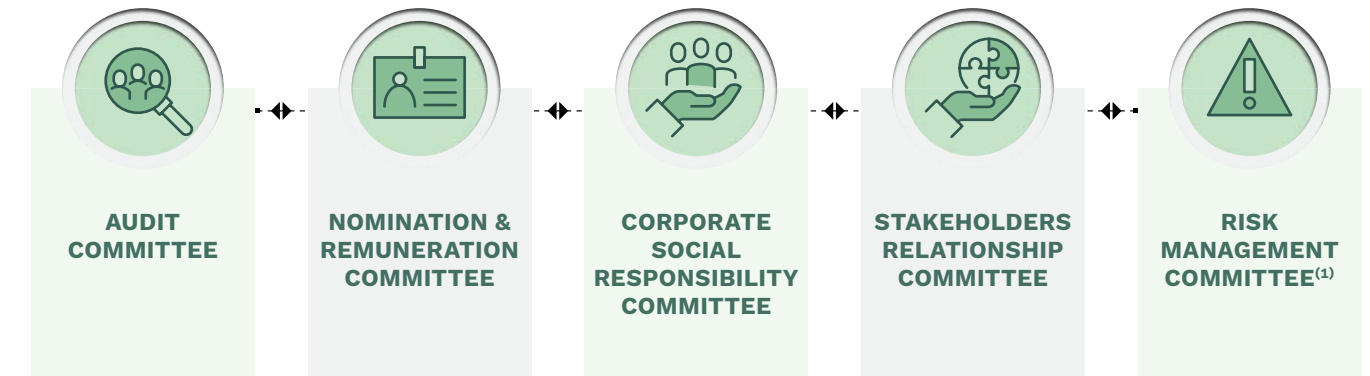 AUDIT
COMMITTEE
NOMINATION &
REMUNERATION
COMMITTEE
CORPORATE
SOCIAL
RESPONSIBILITY
COMMITTEE
STAKEHOLDERS
RELATIONSHIP
COMMITTEE
RISK
MANAGEMENT
COMMITTEE(1)